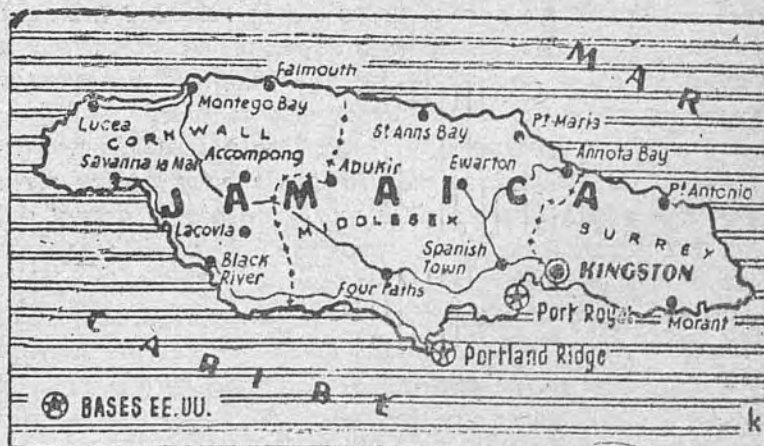 MAR
Falmouth
Montego Bay
Lucea
CORNWALL
St Anns Bay
Pt Maria
Savanna la Mar
Accompong
Abukir
Ewarton
Annota Bay
JAMAICA
Pt Antonio
MIDDLESEX
SURREY
Lacovia
Black
River
Spanish
Town
KINGSTON
Four Paths
Port Royal
Morant
Portland Ridge
CARIBE
BASES EE.UU.
k